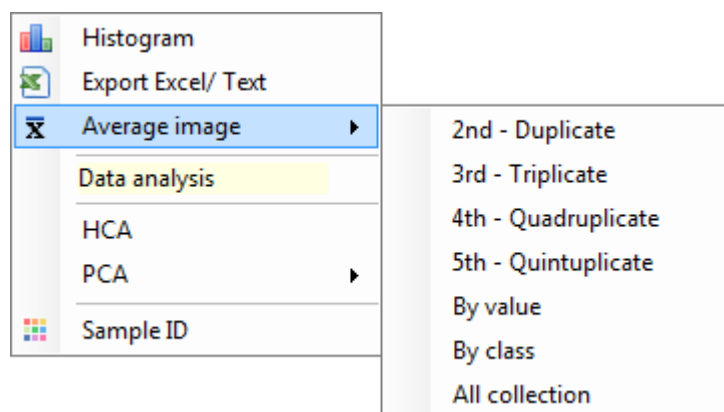 Histogram
Export Excel/ Text
x̄ Average image
Data analysis
HCA
PCA
Sample ID
2nd - Duplicate
3rd - Triplicate
4th - Quadruplicate
5th - Quintuplicate
By value
By class
All collection